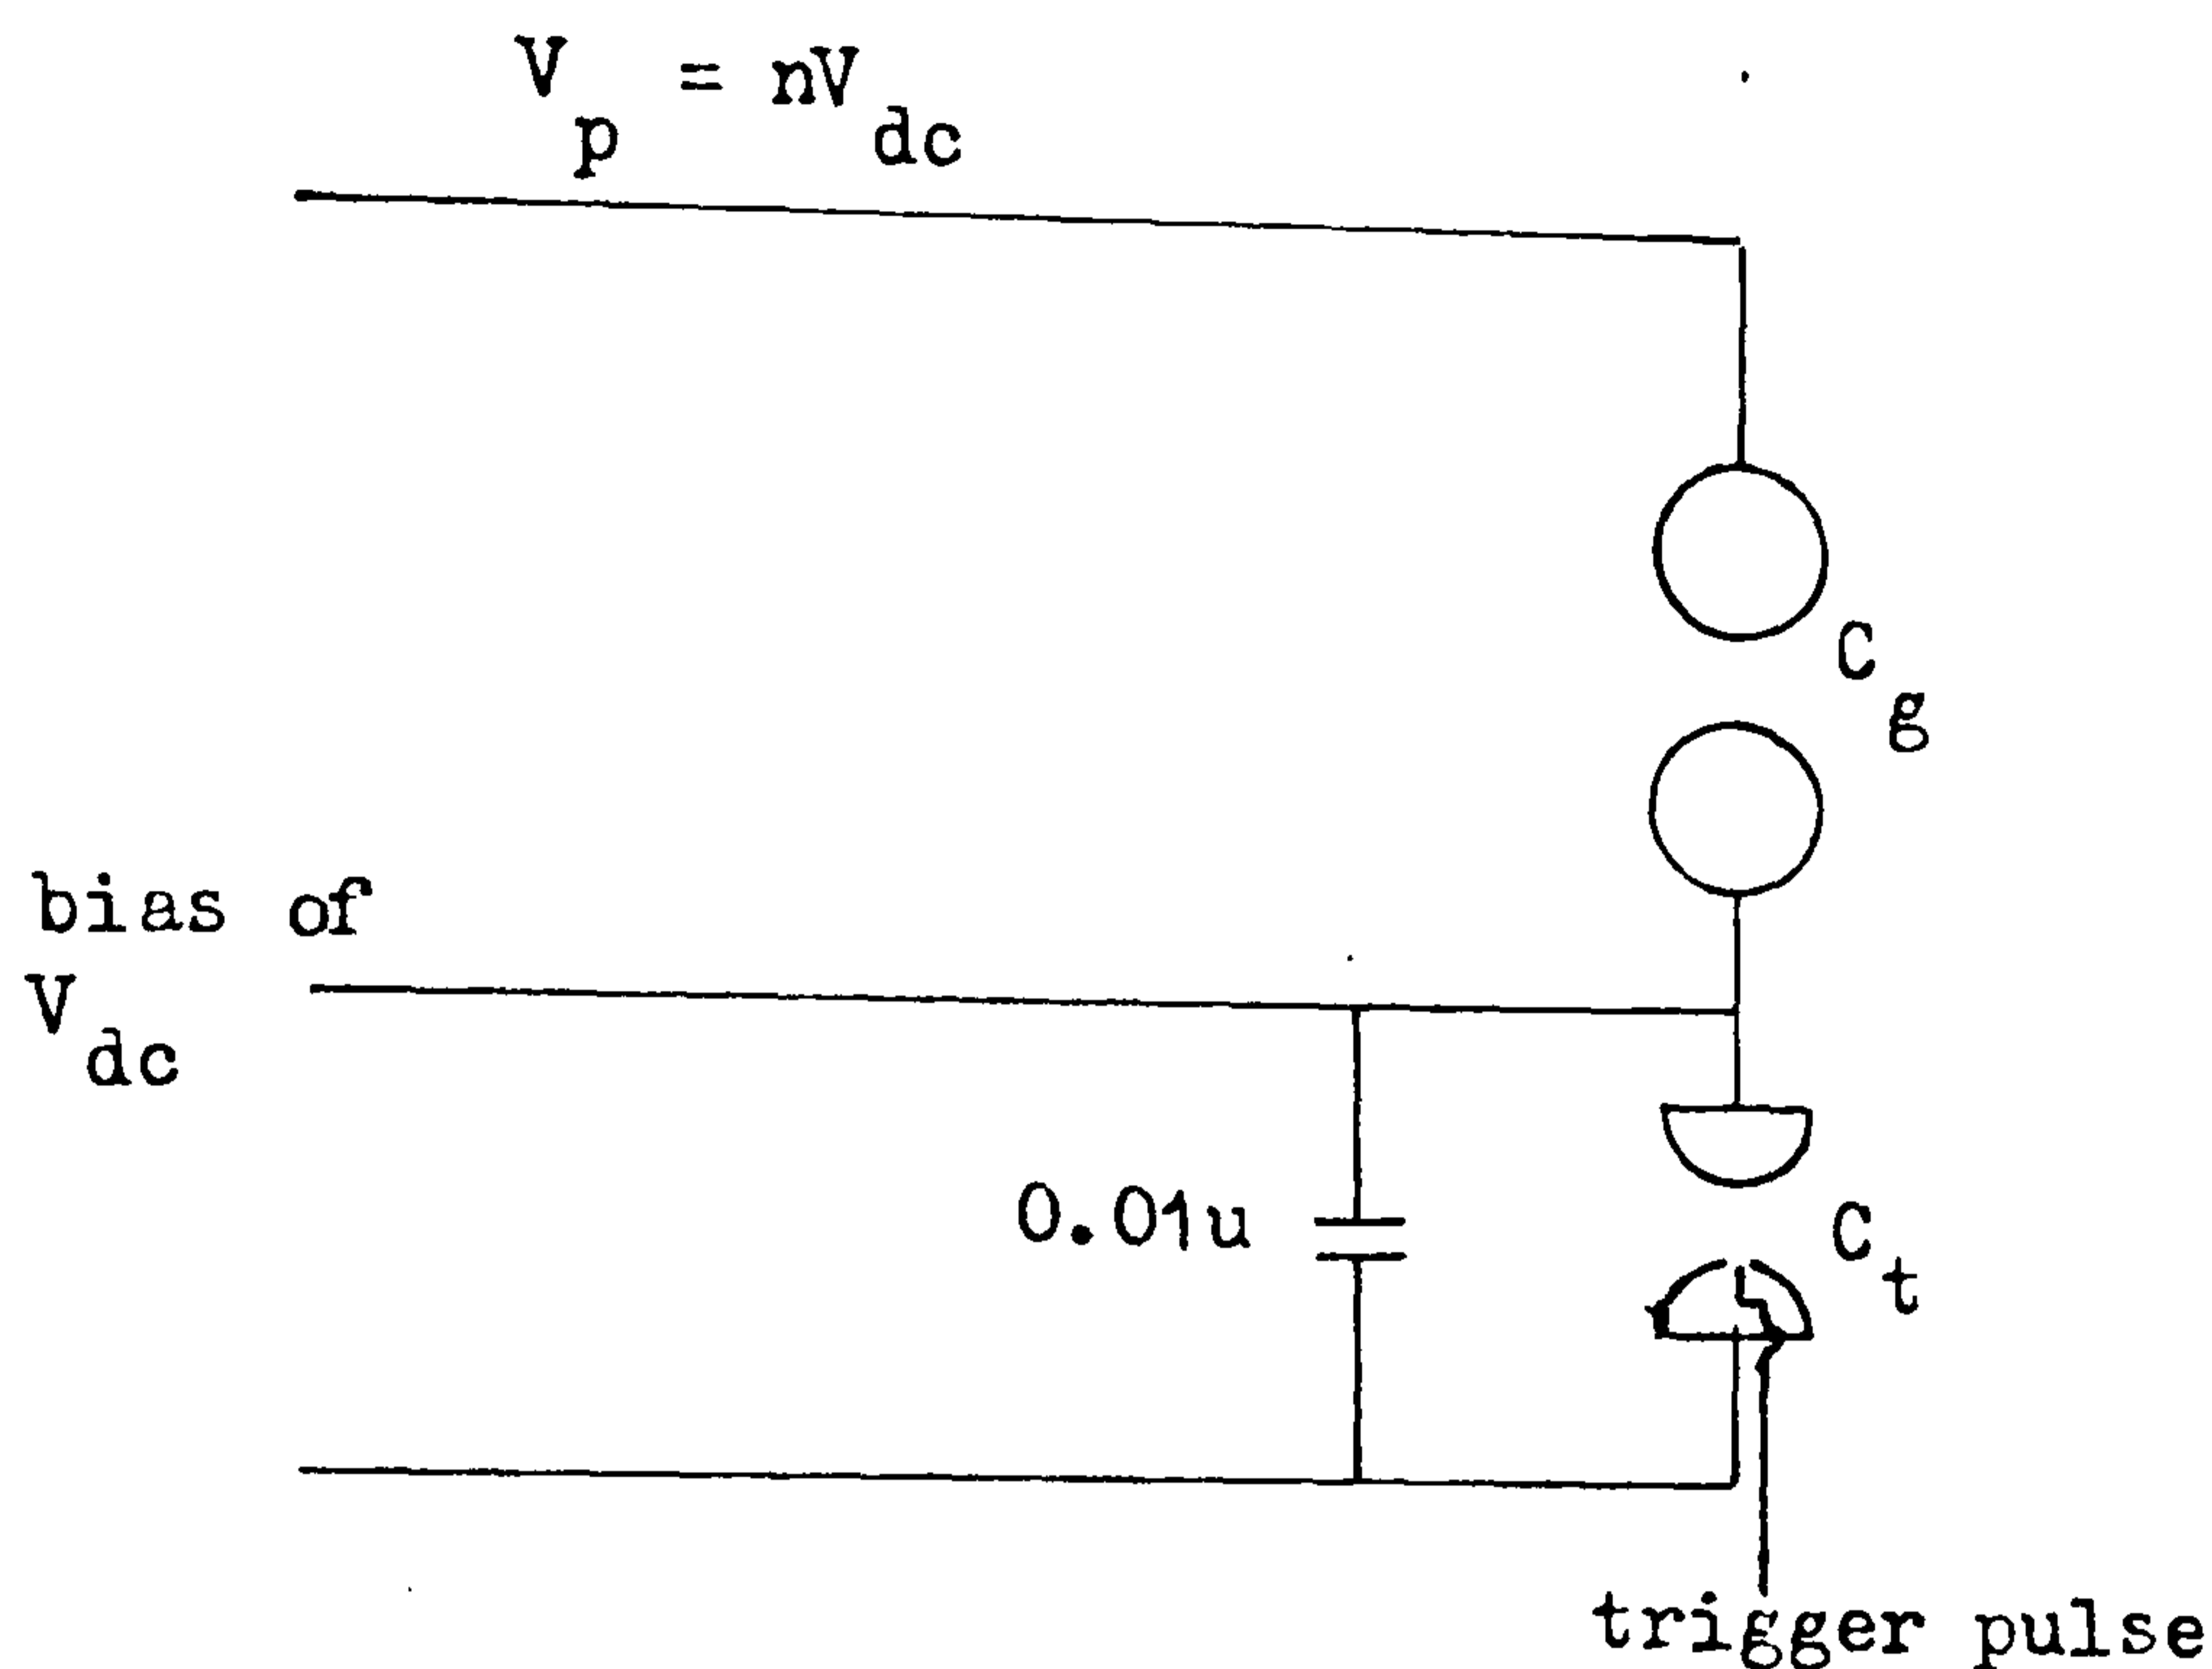 V_p = nV_dc
C_g
bias of
V_dc
0.01u
C_t
trigger pulse